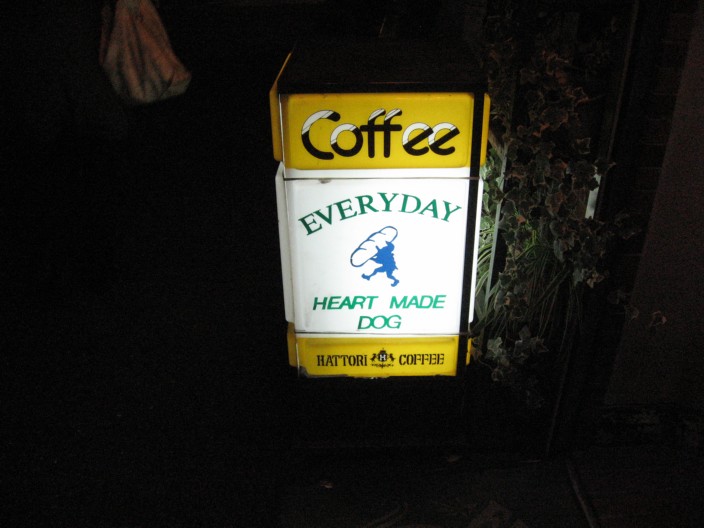 Coffee
EVERYDAY
HEART MADE
DOG
HATTORI H COFFEE